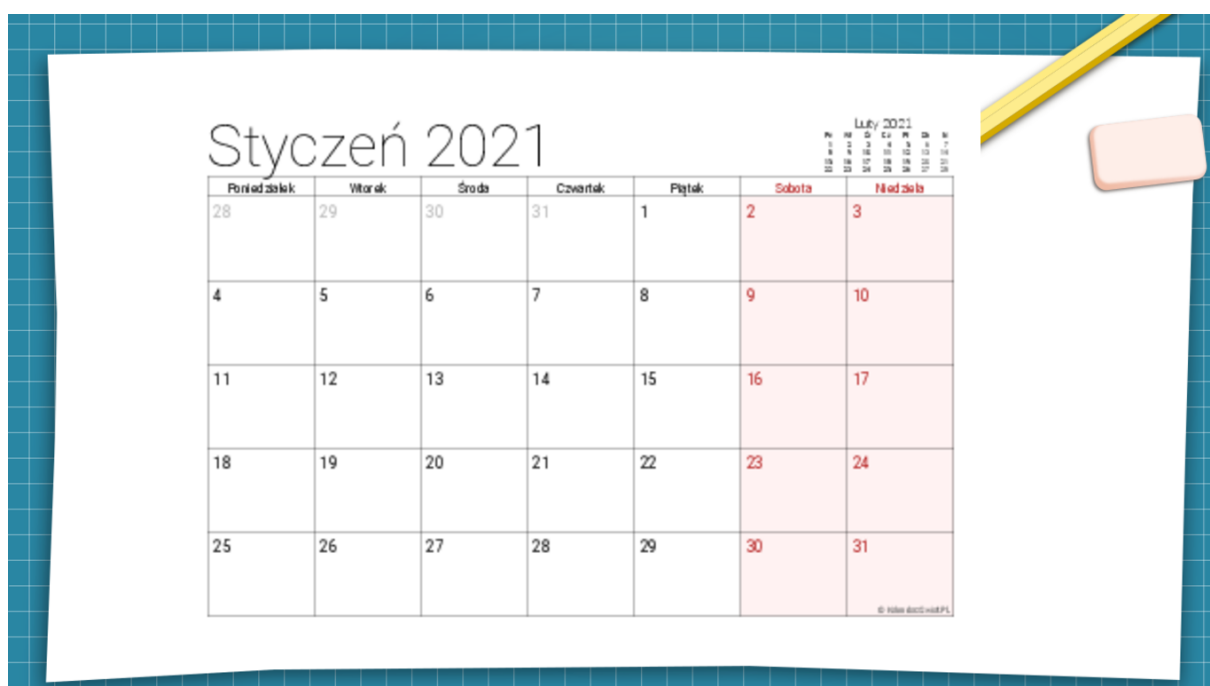 Styczeń 2021
Luty 2021
Poniedziałek Wtorek Środa Czwartek Piątek Sobota Niedziela
28 29 30 31 1 2 3
4 5 6 7 8 9 10
11 12 13 14 15 16 17
18 19 20 21 22 23 24
25 26 27 28 29 30 31